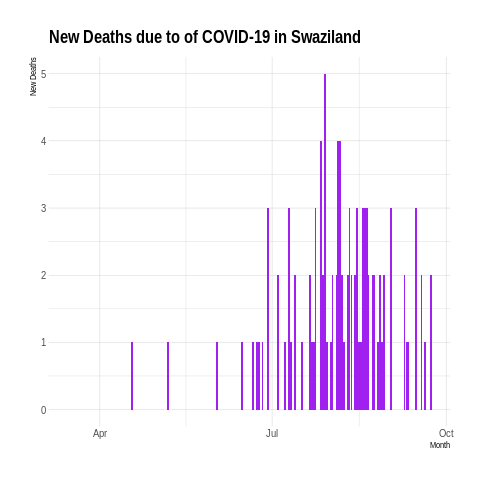 New Deaths due to of COVID-19 in Swaziland
New Deaths
5
4
3
2
1
0
Apr
Jul
Oct
Month